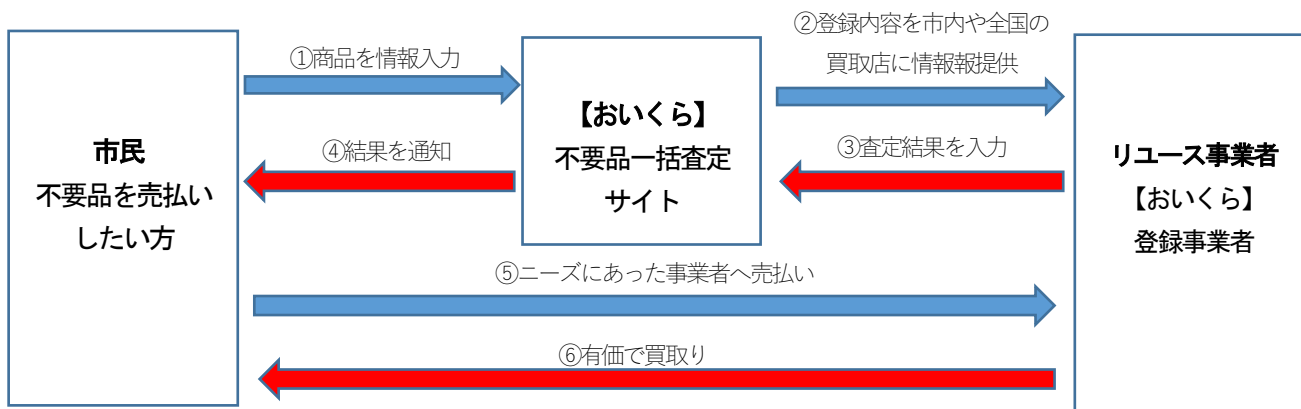 市民
不要品を売払い
したい方
①商品を情報入力
【おいくら】
不要品一括査定
サイト
②登録内容を市内や全国の
買取店に情報報提供
③査定結果を入力
④結果を通知
リユース事業者
【おいくら】
登録事業者
⑤ニーズにあった事業者へ売払い
⑥有価で買取り